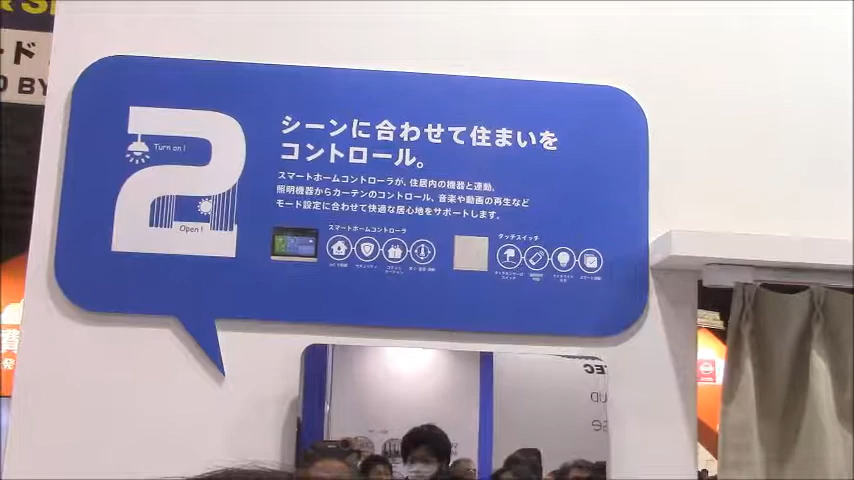 ード
O BY
2
Turn on!
Open!
シーンに合わせて住まいを
コントロール。
スマートホームコントローラが、住居内の機器と連動。
照明機器からカーテンのコントロール、音楽や動画の再生など
モード設定に合わせて快適な居心地をサポートします。
スマートホームコントローラ
タッチスイッチ
費